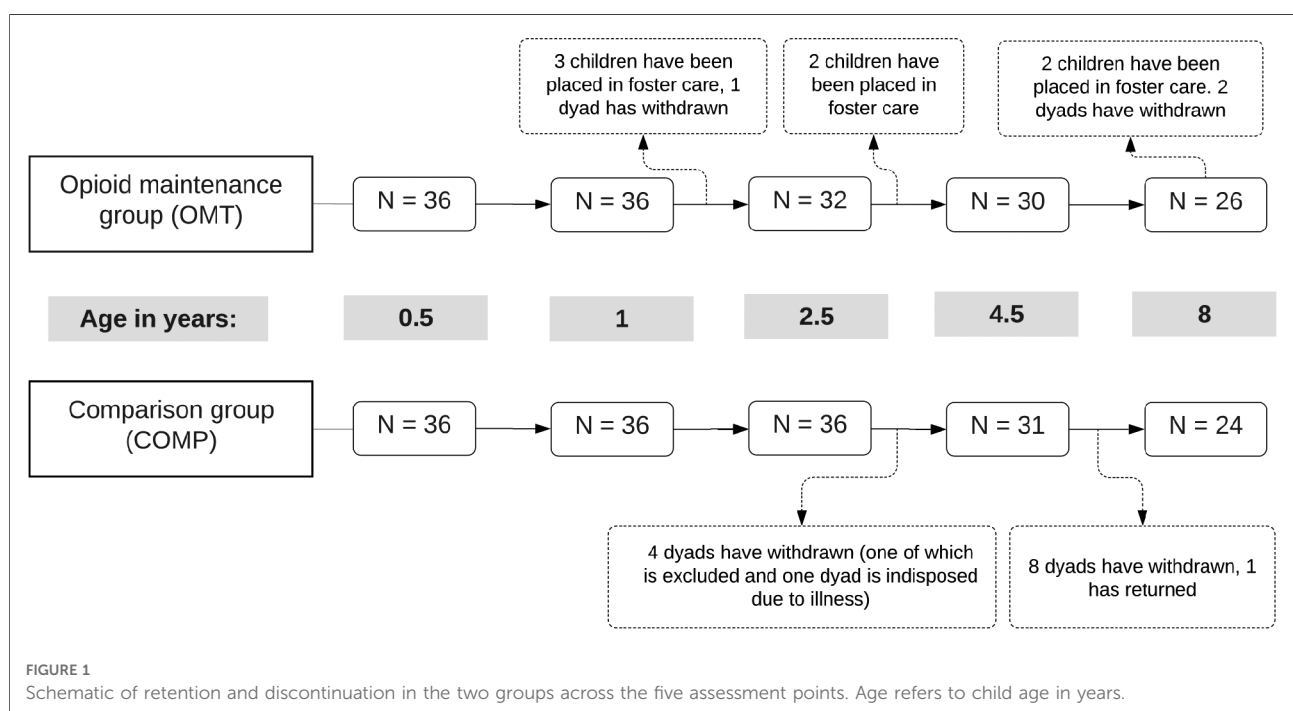 3 children have been
placed in foster care, 1
dyad has withdrawn
2 children have
been placed in
foster care
2 children have been
placed in foster care. 2
dyads have withdrawn
Opioid maintenance
group (OMT)
N = 36
N = 36
N = 32
N = 30
N = 26
Age in years:
0.5
1
2.5
4.5
8
Comparison group
(COMP)
N = 36
N = 36
N = 36
N = 31
N = 24
4 dyads have withdrawn (one of which
is excluded and one dyad is indisposed
due to illness)
8 dyads have withdrawn, 1
has returned
FIGURE 1
Schematic of retention and discontinuation in the two groups across the five assessment points. Age refers to child age in years.